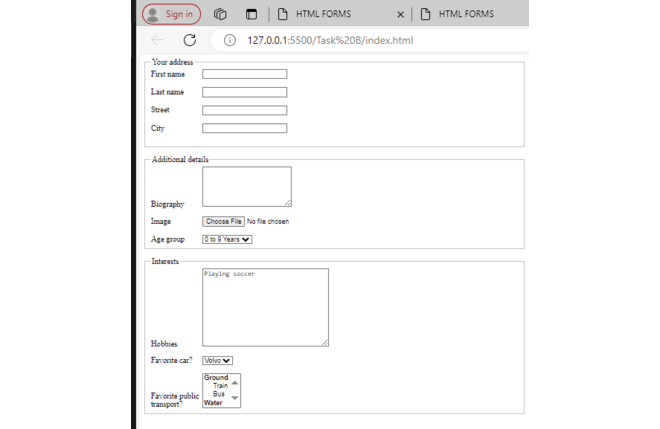 Sign in
HTML FORMS
HTML FORMS
127.0.0.1:5500/Task%20B/index.html
Your address
First name
Last name
Street
City
Additional details
Biography
Image Choose File No file chosen
Age group 0 to 9 Years
Interests
Playing soccer
Hobbies
Favorite car? Volvo
Ground
Train
Bus
Water
Favorite public
transport?